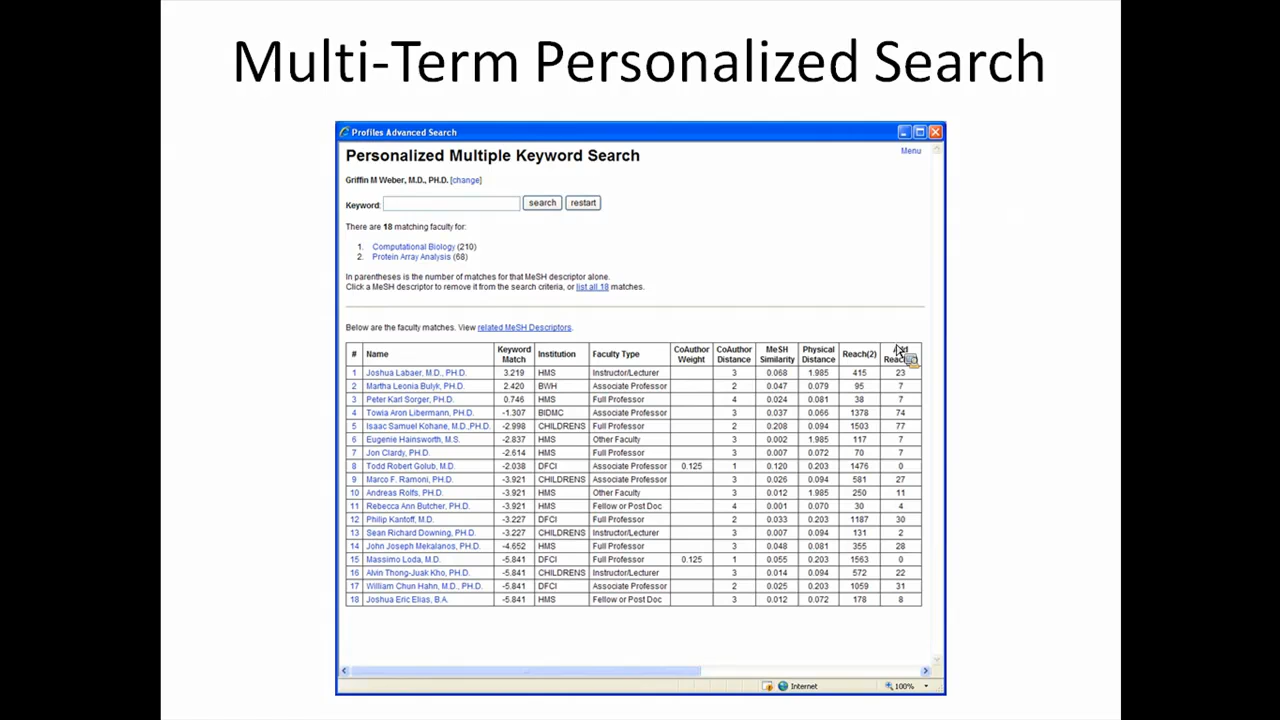 Multi-Term Personalized Search
Profiles Advanced Search
Menu
Personalized Multiple Keyword Search
Griffin M Weber, M.D., PH.D. [change]
Keyword: search restart
There are 18 matching faculty for:
1. Computational Biology (210)
2. Protein Array Analysis (68)
In parentheses is the number of matches for that MeSH descriptor alone.
Click a MeSH descriptor to remove it from the search criteria, or list all 18 matches.
Below are the faculty matches. View related MeSH Descriptors.
# Name Keyword Match Institution Faculty Type CoAuthor Weight CoAuthor Distance MeSH Similarity Physical Distance Reach(2)
1 Joshua Labaer, M.D., PH.D. 3.219 HMS Instructor/Lecturer 3 0.068 1.985 415 23
2 Martha Leonia Bulyk, PH.D. 2.420 BWH Associate Professor 2 0.047 0.079 95 7
3 Peter Karl Sorger, PH.D. 0.746 HMS Full Professor 4 0.024 0.081 38 7
4 Towia Aron Libermann, PH.D. -1.307 BIDMC Associate Professor 3 0.037 0.066 1378 74
5 Isaac Samuel Kohane, M.D.,PH.D. -2.998 CHILDRENS Full Professor 2 0.208 0.094 1503 77
6 Eugenie Hainsworth, M.S. -2.837 HMS Other Faculty 3 0.002 1.985 117 7
7 Jon Clardy, PH.D. -2.614 HMS Full Professor 3 0.007 0.072 70 7
8 Todd Robert Golub, M.D. -2.038 DFCI Associate Professor 0.125 1 0.120 0.203 1476 0
9 Marco F. Ramoni, PH.D. -3.921 CHILDRENS Associate Professor 3 0.026 0.094 581 27
10 Andreas Rolfs, PH.D. -3.921 HMS Other Faculty 3 0.012 1.985 250 11
11 Rebecca Ann Butcher, PH.D. -3.921 HMS Fellow or Post Doc 4 0.001 0.070 30 4
12 Philip Kantoff, M.D. -3.227 DFCI Full Professor 2 0.033 0.203 1187 30
13 Sean Richard Downing, PH.D. -3.227 CHILDRENS Instructor/Lecturer 3 0.007 0.094 131 2
14 John Joseph Mekalanos, PH.D. -4.652 HMS Full Professor 3 0.048 0.081 355 28
15 Massimo Loda, M.D. -5.841 DFCI Full Professor 0.125 1 0.055 0.203 1563 0
16 Alvin Thong-Juak Kho, PH.D. -5.841 CHILDRENS Instructor/Lecturer 3 0.014 0.094 572 22
17 William Chun Hahn, M.D., PH.D. -5.841 DFCI Associate Professor 2 0.025 0.203 1059 31
18 Joshua Eric Elias, B.A. -5.841 HMS Fellow or Post Doc 3 0.012 0.072 178 8
Internet 100%